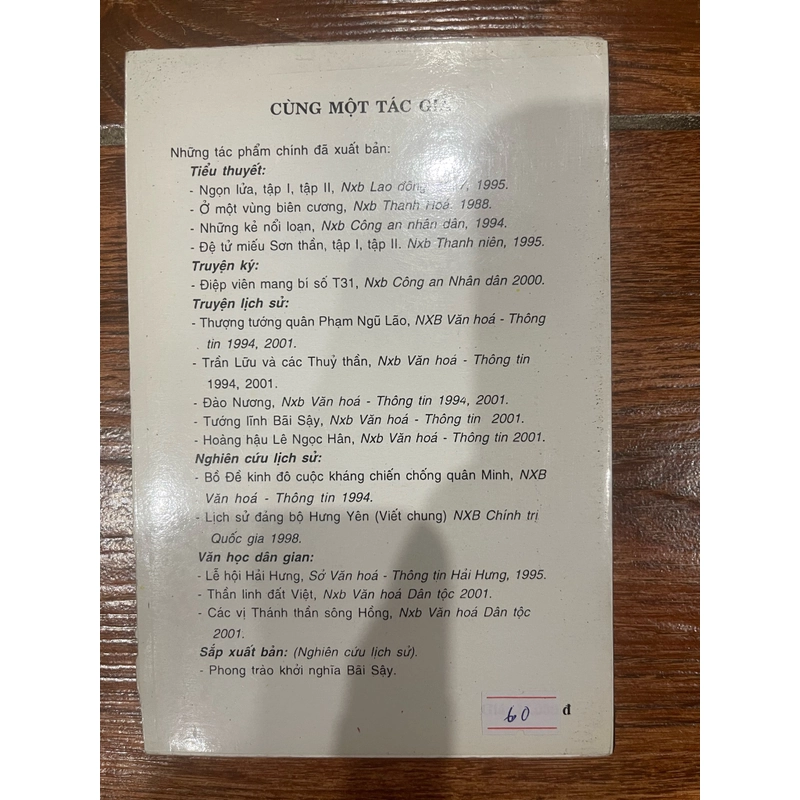 CÙNG MỘT TÁC GIẢ
Những tác phẩm chính đã xuất bản:
Tiểu thuyết:
- Ngọn lửa, tập I, tập II, Nxb Lao động 1995.
- Ở một vùng biên cương, Nxb Thanh Hoá 1988.
- Những kẻ nổi loạn, Nxb Công an nhân dân, 1994.
- Đệ tử miếu Sơn thần, tập I, tập II. Nxb Thanh niên, 1995.
Truyện ký:
- Điệp viên mang bí số T31, Nxb Công an Nhân dân 2000.
Truyện lịch sử:
- Thượng tướng quân Phạm Ngũ Lão, NXB Văn hoá - Thông
tin 1994, 2001.
- Trần Lữu và các Thuỷ thần, Nxb Văn hoá - Thông tin
1994, 2001.
- Đào Nương, Nxb Văn hoá - Thông tin 1994, 2001.
- Tướng lĩnh Bãi Sậy, Nxb Văn hoá - Thông tin 2001.
- Hoàng hậu Lê Ngọc Hân, Nxb Văn hoá - Thông tin 2001.
Nghiên cứu lịch sử:
- Bồ Đề kinh đô cuộc kháng chiến chống quân Minh, NXB
Văn hoá - Thông tin 1994.
- Lịch sử đảng bộ Hưng Yên (Viết chung) NXB Chính trị
Quốc gia 1998.
Văn học dân gian:
- Lễ hội Hải Hưng, Sở Văn hoá - Thông tin Hải Hưng, 1995.
- Thần linh đất Việt, Nxb Văn hoá Dân tộc 2001.
- Các vị Thánh thần sông Hồng, Nxb Văn hoá Dân tộc
2001.
Sắp xuất bản: (Nghiên cứu lịch sử).
- Phong trào khởi nghĩa Bãi Sậy.
60 đ